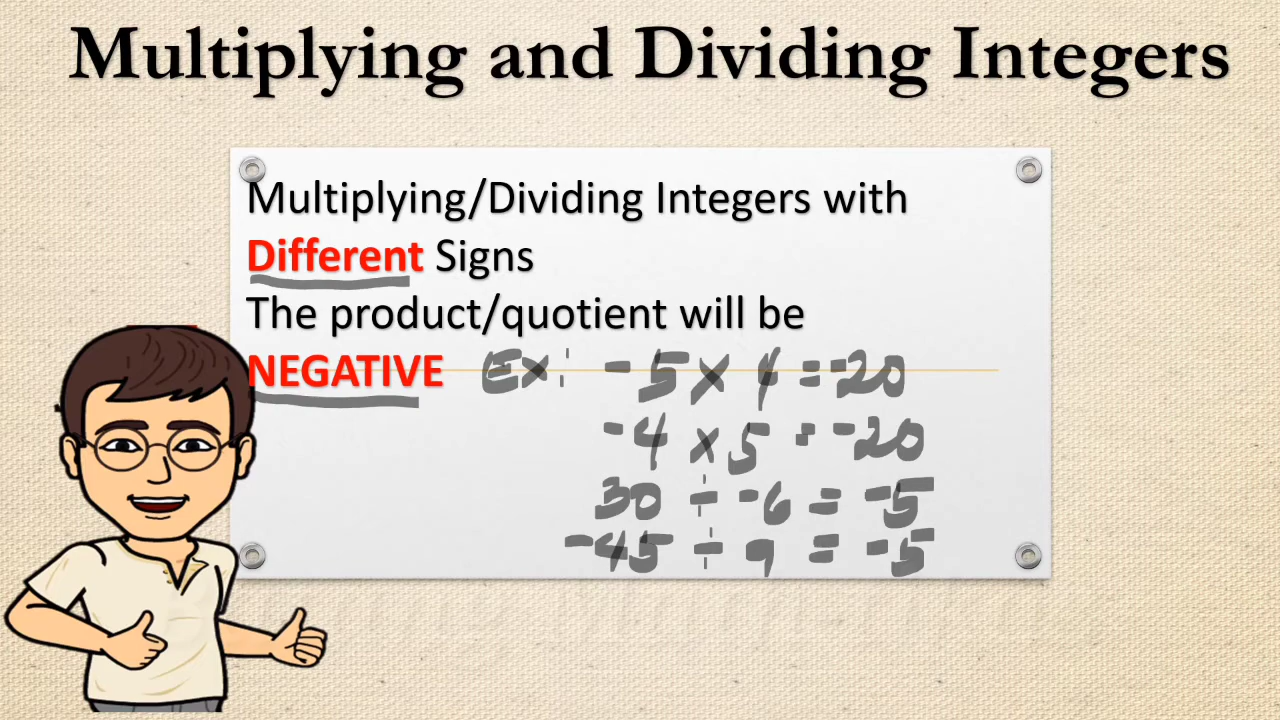 Multiplying and Dividing Integers
Multiplying/Dividing Integers with
Different Signs
The product/quotient will be
NEGATIVE Ex: -5 x 4 = -20
-4 x 5 = -20
30 ÷ -6 = -5
-45 ÷ 9 = -5